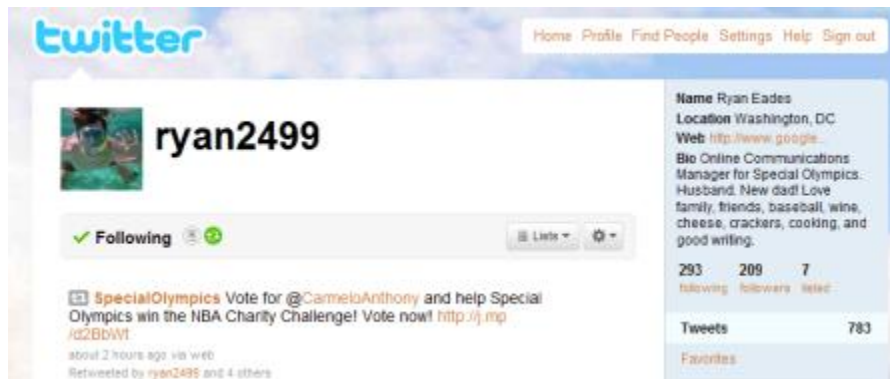 twitter
Home Profile Find People Settings Help Sign out
ryan2499
Following
Lists
SpecialOlympics Vote for @CarmeloAnthony and help Special
Olympics win the NBA Charity Challenge! Vote now! http://j.mp
/d2BbWt
about 2 hours ago via web
Retweeted by ryan2499 and 4 others
Name Ryan Eades
Location Washington, DC
Web http://www.google...
Bio Online Communications
Manager for Special Olympics.
Husband. New dad! Love
family, friends, baseball, wine,
cheese, crackers, cooking, and
good writing.
293 209 7
following followers listed
Tweets 783
Favorites